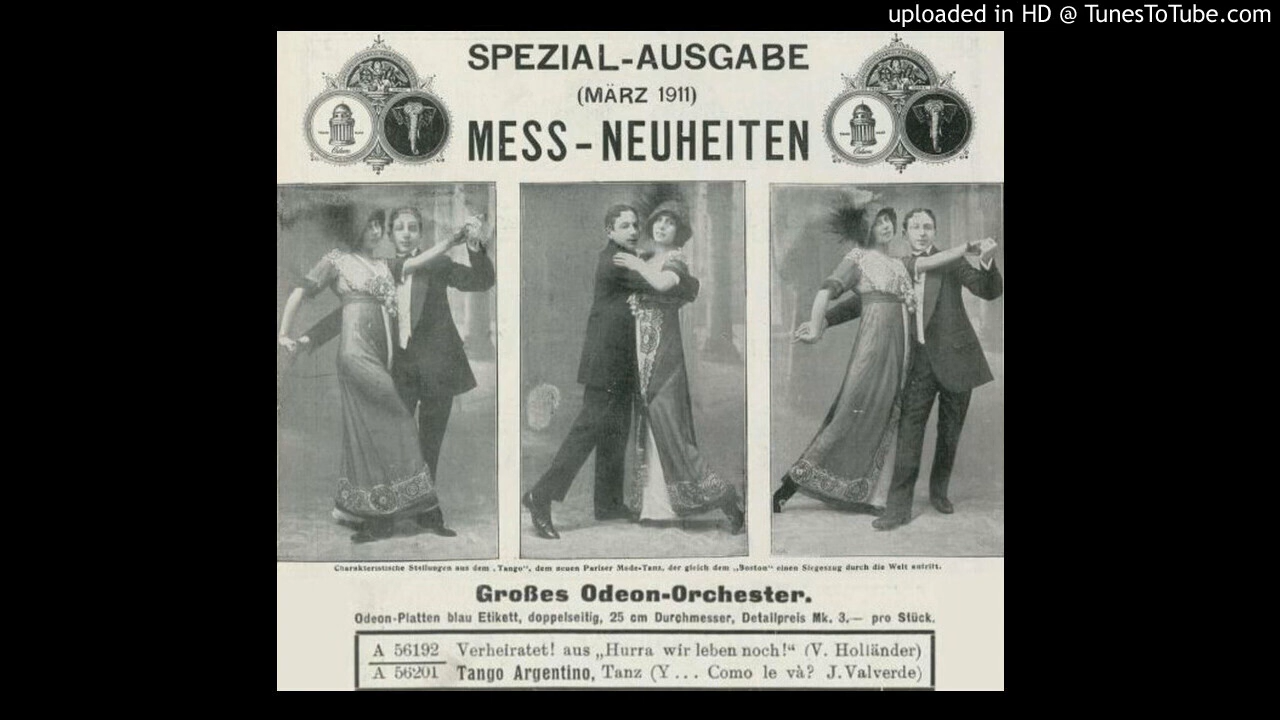 uploaded in HD @ TunesToTube.com
SPEZIAL-AUSGABE
(MÄRZ 1911)
MESS-NEUHEITEN
Odeon Odeon
Charakteristische Stellungen aus dem „Tango“, dem neuen Pariser Mode-Tanz, der gleich dem „Boston“ einen Siegeszug durch die Welt antritt.
Großes Odeon-Orchester.
Odeon-Platten blau Etikett, doppelseitig, 25 cm Durchmesser, Detailpreis Mk. 3.— pro Stück.
A 56192 Verheiratet! aus „Hurra wir leben noch!“ (V. Holländer)
A 56201 Tango Argentino, Tanz (Y . . . Como le và? J. Valverde)